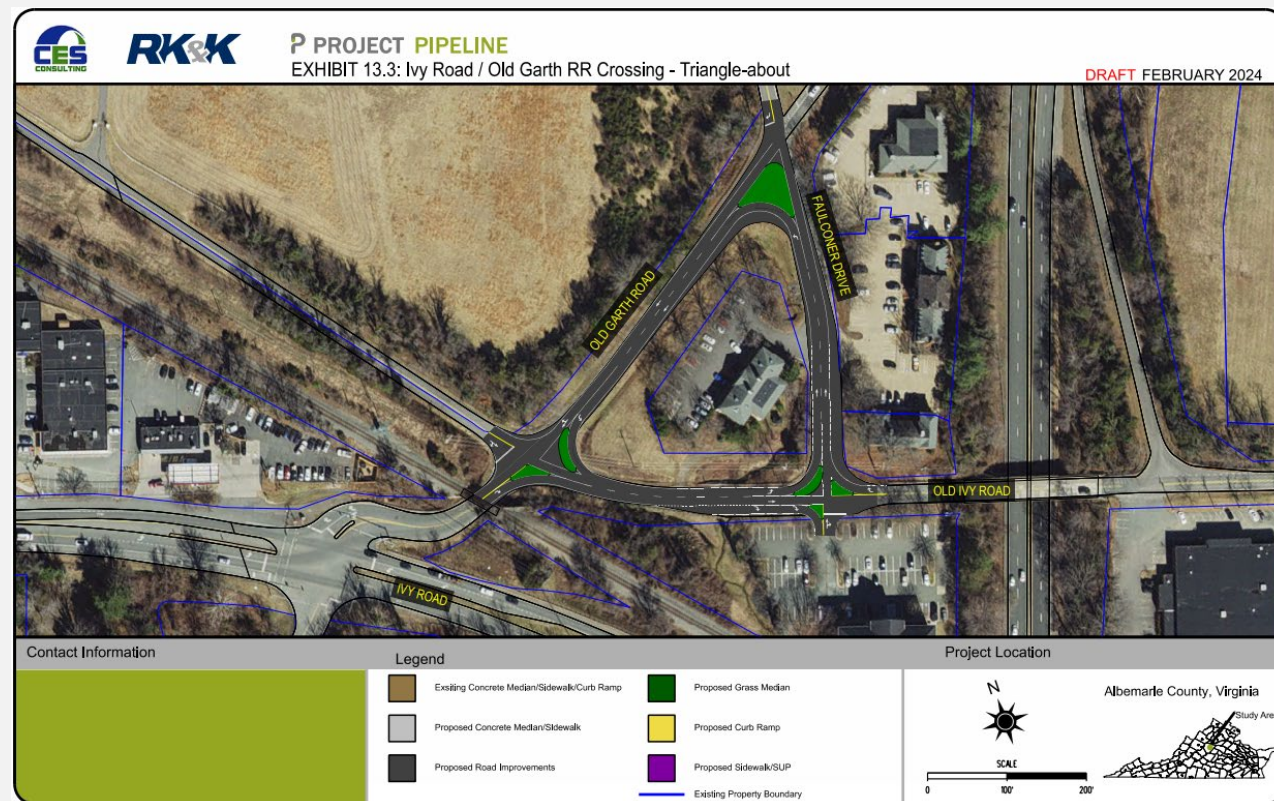 CES
CONSULTING
RK&K
PROJECT PIPELINE
EXHIBIT 13.3: Ivy Road / Old Garth RR Crossing - Triangle-about
DRAFT FEBRUARY 2024
OLD GARTH ROAD
FAULCONER DRIVE
OLD IVY ROAD
IVY ROAD
Contact Information
Legend
Exsiting Concrete Median/Sidewalk/Curb Ramp
Proposed Concrete Median/Sidewalk
Proposed Road Improvements
Proposed Grass Median
Proposed Curb Ramp
Proposed Sidewalk/SUP
Existing Property Boundary
Project Location
N
SCALE
0 100' 200'
Albemarle County, Virginia
Study Area